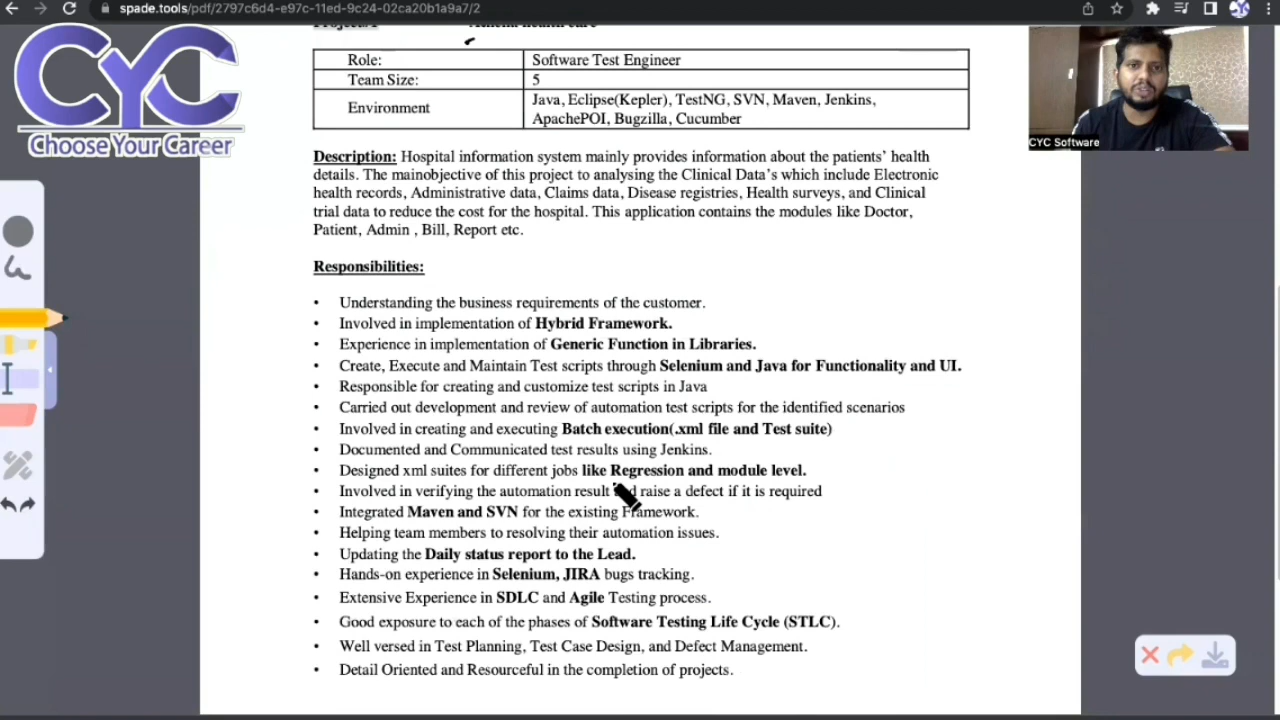 spade.tools/pdf/2797c6d4-e97c-11ed-9c24-02ca20b1a9a7/2
CYC
Choose Your Career
CYC Software
Role: Software Test Engineer
Team Size: 5
Environment Java, Eclipse(Kepler), TestNG, SVN, Maven, Jenkins,
ApachePOI, Bugzilla, Cucumber
Description: Hospital information system mainly provides information about the patients’ health
details. The mainobjective of this project to analysing the Clinical Data’s which include Electronic
health records, Administrative data, Claims data, Disease registries, Health surveys, and Clinical
trial data to reduce the cost for the hospital. This application contains the modules like Doctor,
Patient, Admin , Bill, Report etc.
Responsibilities:
• Understanding the business requirements of the customer.
• Involved in implementation of Hybrid Framework.
• Experience in implementation of Generic Function in Libraries.
• Create, Execute and Maintain Test scripts through Selenium and Java for Functionality and UI.
• Responsible for creating and customize test scripts in Java
• Carried out development and review of automation test scripts for the identified scenarios
• Involved in creating and executing Batch execution(.xml file and Test suite)
• Documented and Communicated test results using Jenkins.
• Designed xml suites for different jobs like Regression and module level.
• Involved in verifying the automation result raise a defect if it is required
• Integrated Maven and SVN for the existing Framework.
• Helping team members to resolving their automation issues.
• Updating the Daily status report to the Lead.
• Hands-on experience in Selenium, JIRA bugs tracking.
• Extensive Experience in SDLC and Agile Testing process.
• Good exposure to each of the phases of Software Testing Life Cycle (STLC).
• Well versed in Test Planning, Test Case Design, and Defect Management.
• Detail Oriented and Resourceful in the completion of projects.